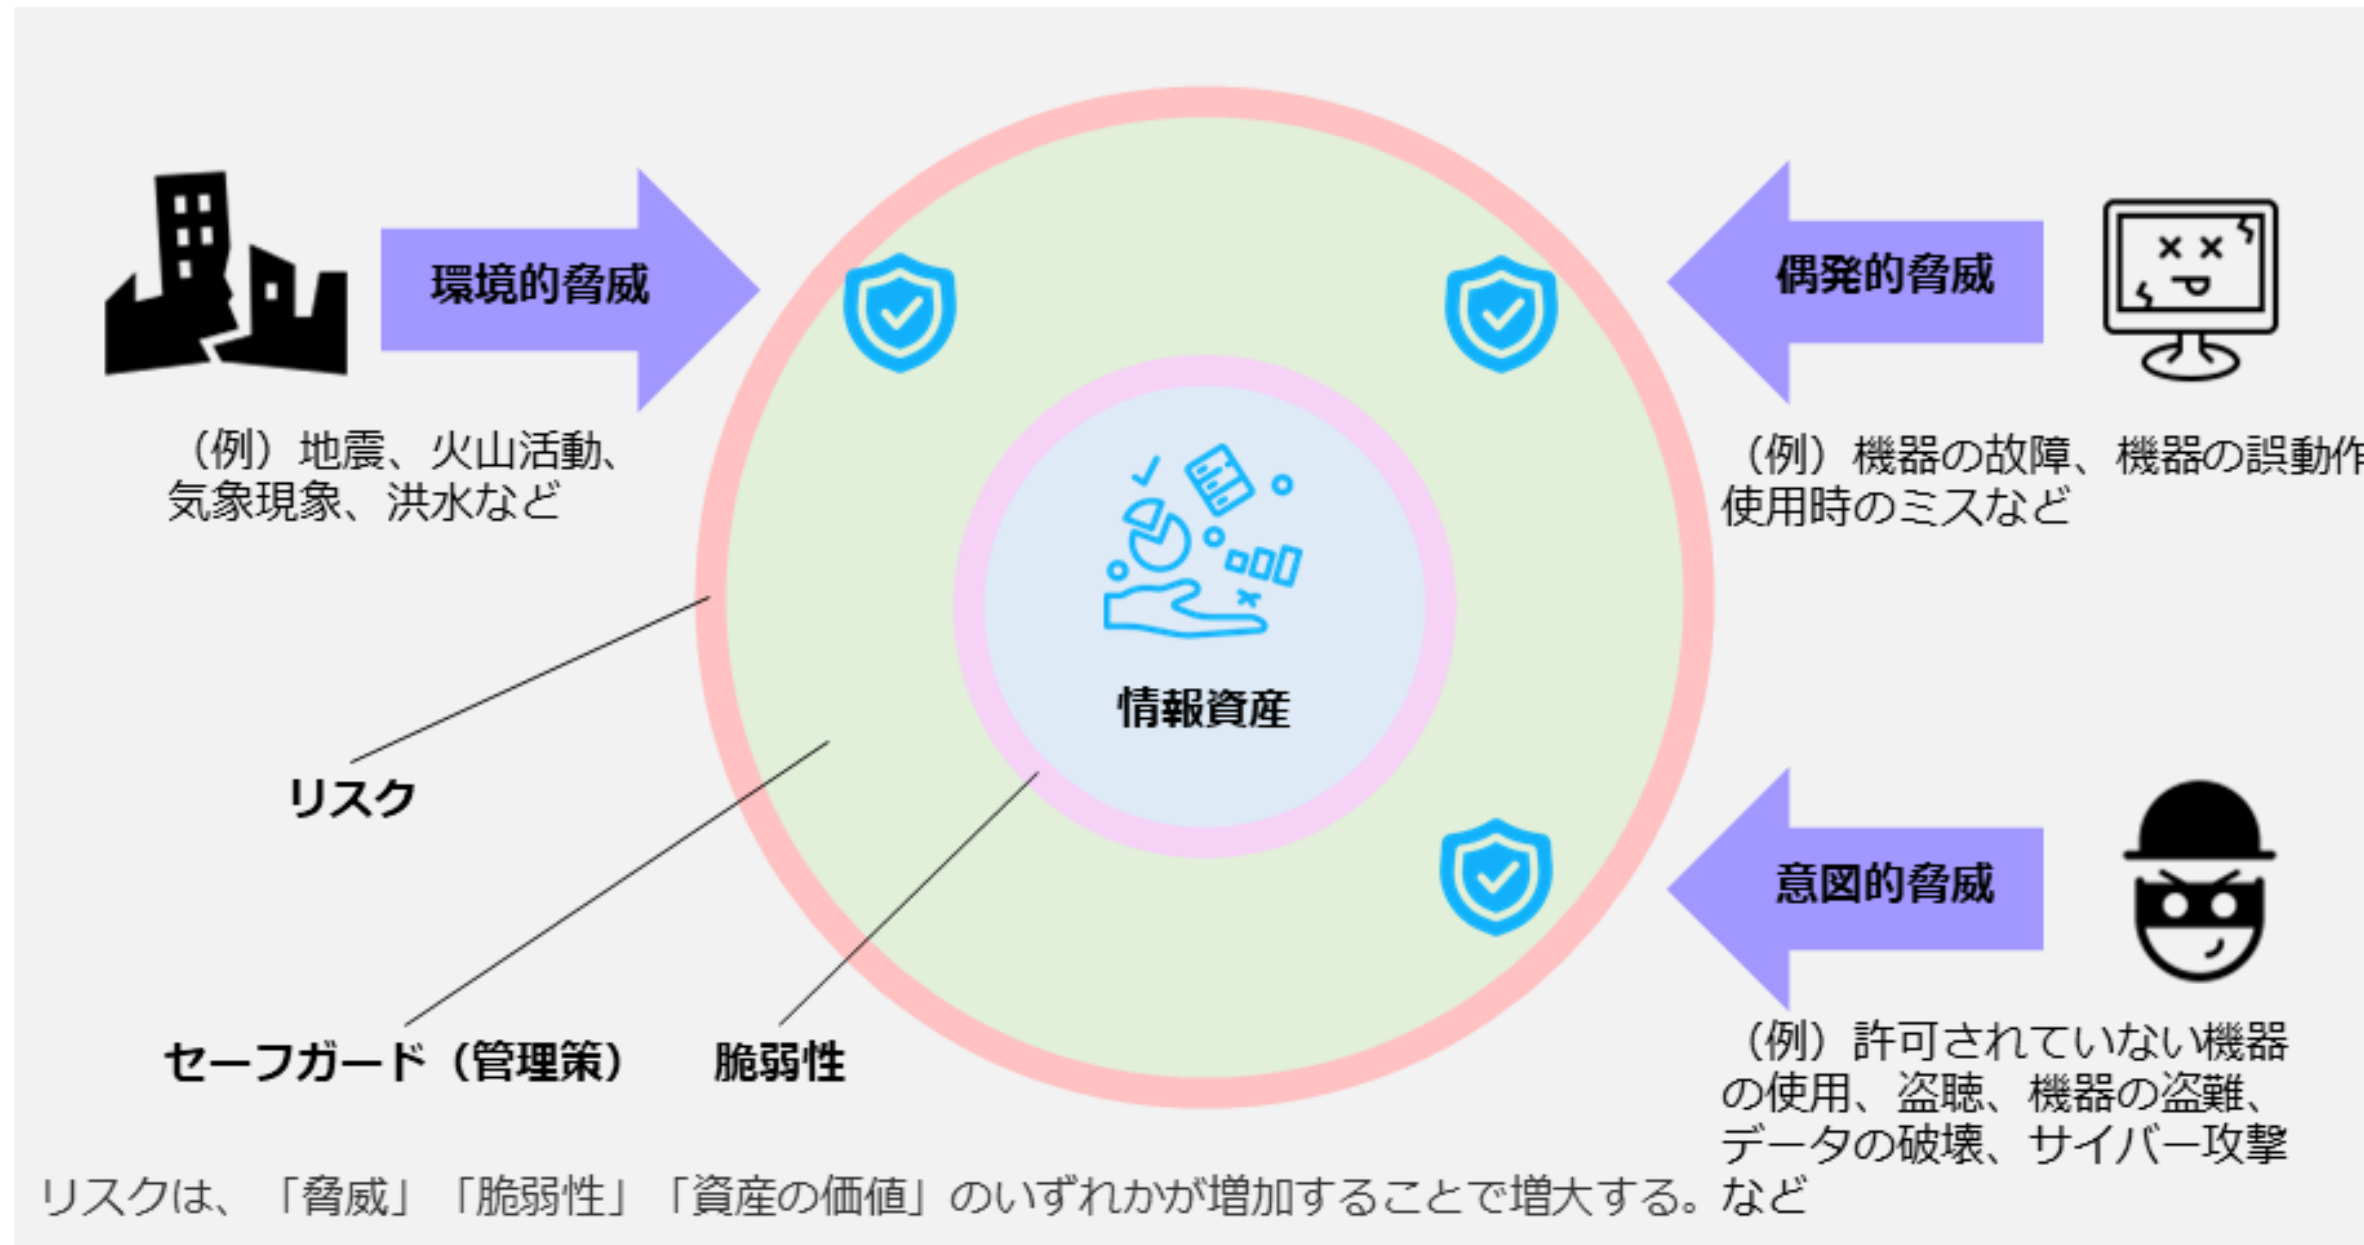 環境的脅威
（例）地震、火山活動、
気象現象、洪水など
偶発的脅威
（例）機器の故障、機器の誤動作
使用時のミスなど
情報資産
リスク
セーフガード（管理策）
脆弱性
意図的脅威
（例）許可されていない機器
の使用、盗聴、機器の盗難、
データの破壊、サイバー攻撃
など
リスクは、「脅威」「脆弱性」「資産の価値」のいずれかが増加することで増大する。